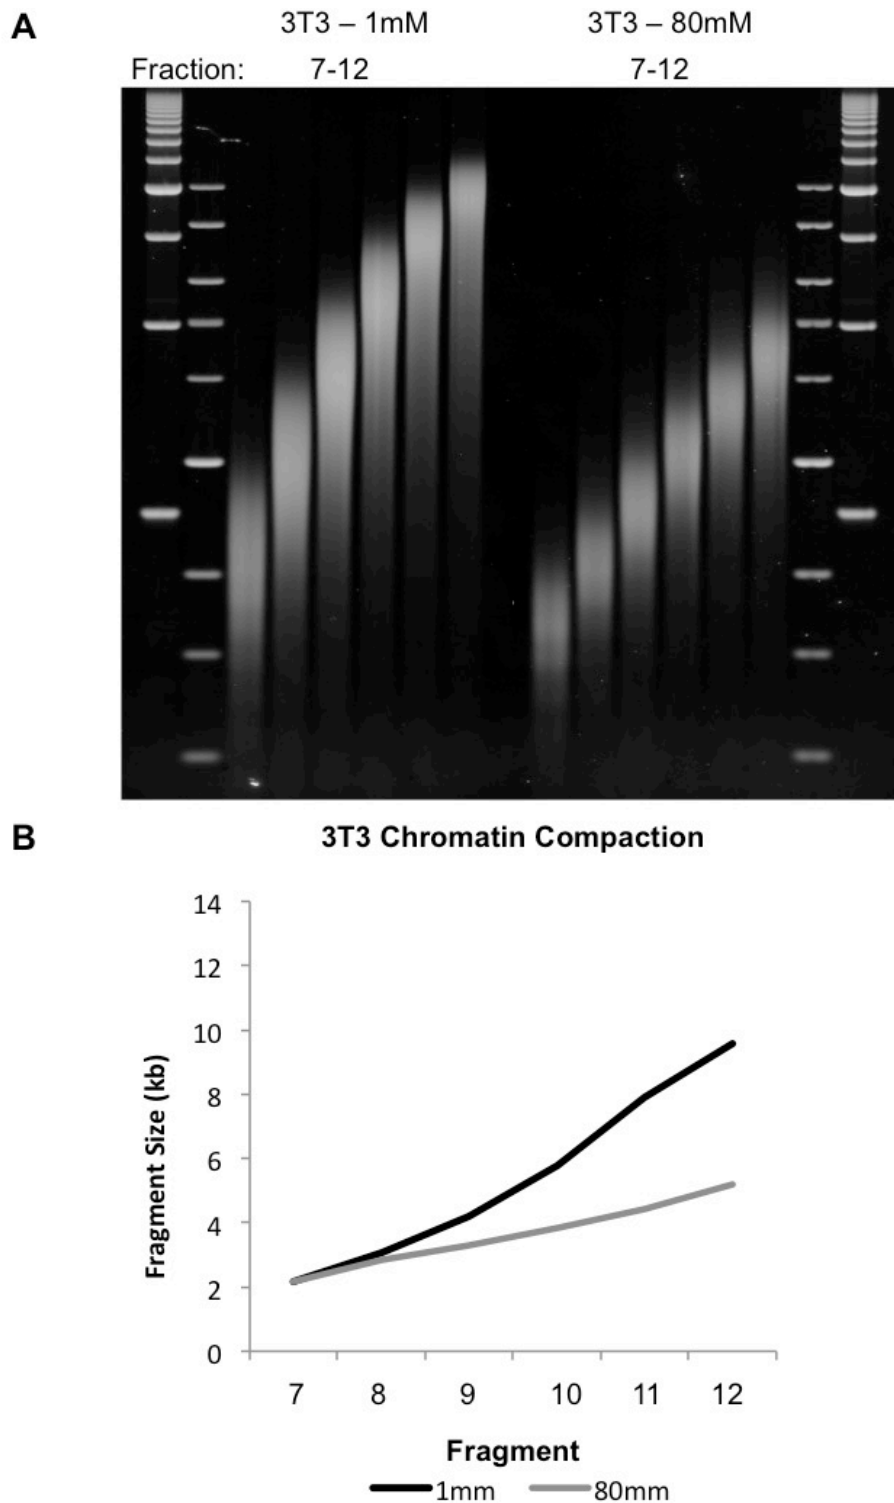 A
3T3 – 1mM 3T3 – 80mM
Fraction: 7-12 7-12
B
3T3 Chromatin Compaction
14
12
10
8
6
4
2
0
Fragment Size (kb)
7 8 9 10 11 12
Fragment
1mm 80mm